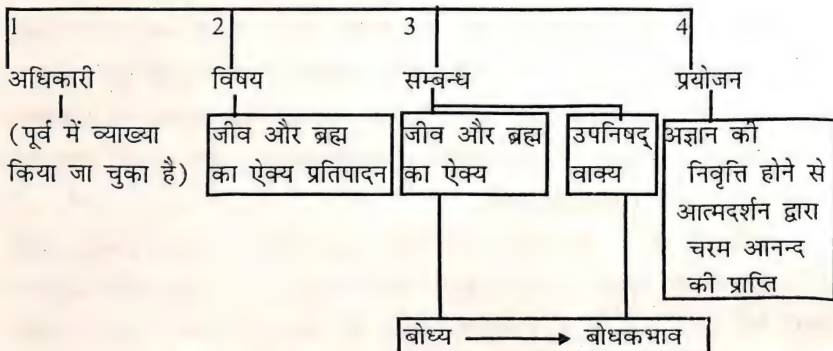 1 2 3 4
अधिकारी विषय सम्बन्ध प्रयोजन
(पूर्व में व्याख्या जीव और ब्रह्म जीव और ब्रह्म उपनिषद् अज्ञान की
किया जा चुका है) का ऐक्य प्रतिपादन का ऐक्य वाक्य निवृत्ति होने से
आत्मदर्शन द्वारा
चरम आनन्द
की प्राप्ति
बोध्य बोधकभाव